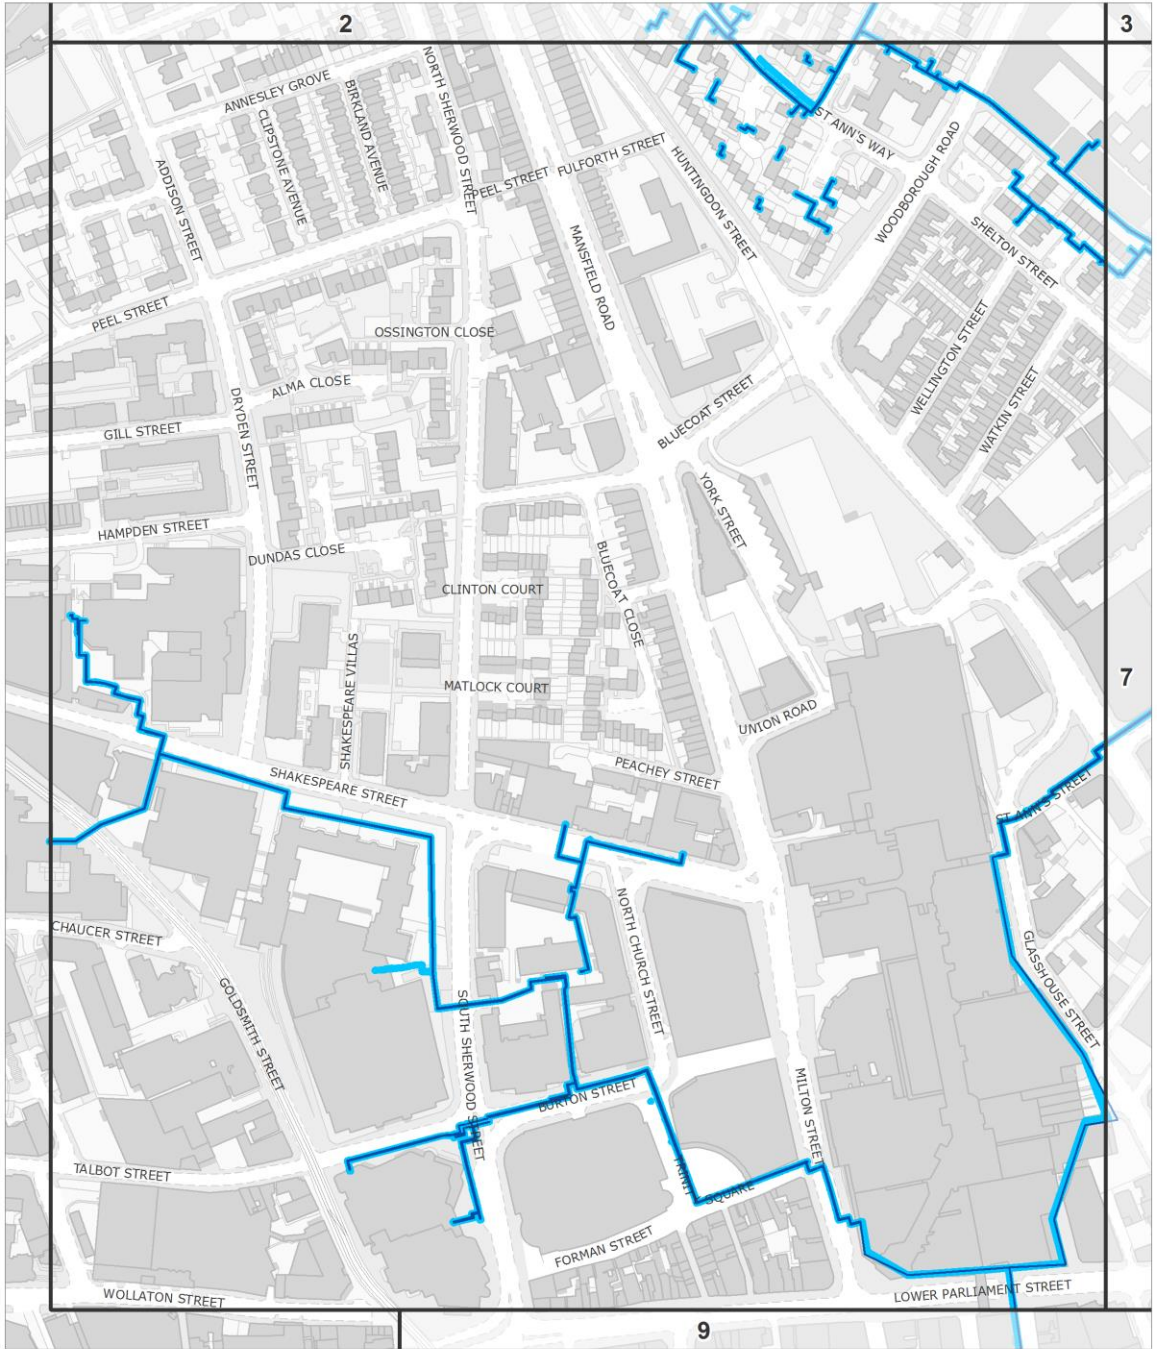 2
3
NORTH SHERWOOD STREET
ANNESLEY GROVE
BIRKLAND AVENUE
CLIPSTONE AVENUE
ST ANN'S WAY
PEEL STREET
FULFORTH STREET
HUNTINGDON STREET
WOODBOROUGH ROAD
ADDISON STREET
MANSFIELD ROAD
SHELTON STREET
PEEL STREET
OSSINGTON CLOSE
WELLINGTON STREET
ALMA CLOSE
BLUECOAT STREET
WATKIN STREET
DRYDEN STREET
GILL STREET
YORK STREET
HAMPDEN STREET
DUNDAS CLOSE
BLUECOAT CLOSE
CLINTON COURT
SHAKESPEARE VILLAS
MATLOCK COURT
7
UNION ROAD
PEACHEY STREET
SHAKESPEARE STREET
ST ANN'S STREET
CHAUCER STREET
NORTH CHURCH STREET
GLASSHOUSE STREET
GOLDSMITH STREET
SOUTH SHERWOOD STREET
BURTON STREET
MILTON STREET
TALBOT STREET
TRINITY SQUARE
FORMAN STREET
WOLLATON STREET
LOWER PARLIAMENT STREET
9